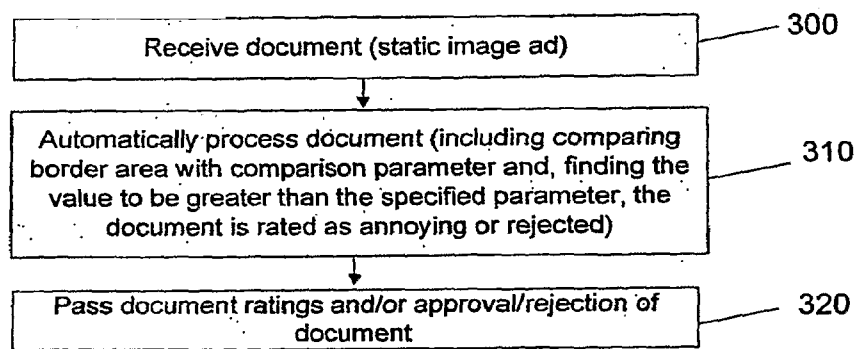 Receive document (static image ad)
300
Automatically process document (including comparing
border area with comparison parameter and, finding the
value to be greater than the specified parameter, the
document is rated as annoying or rejected)
310
Pass document ratings and/or approval/rejection of
document
320